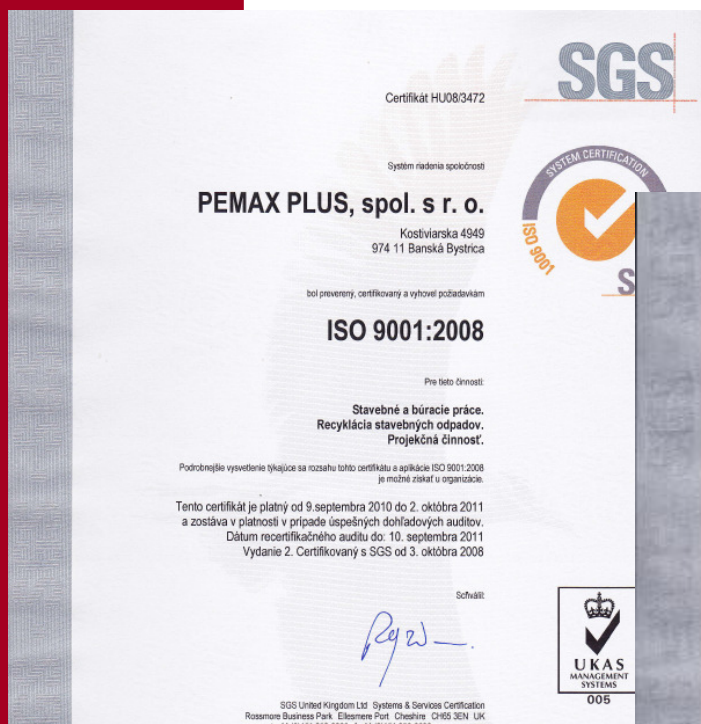 SGS
Certifikát HU08/3472
Systém riadenia spoločnosti
SYSTEM CERTIFICATION
ISO 9001
PEMAX PLUS, spol. s r. o.
Kostiviarska 4949
974 11 Banská Bystrica
bol preverený, certifikovaný a vyhovel požiadavkám
S
ISO 9001:2008
Pre tieto činnosti:
Stavebné a búracie práce.
Recyklácia stavebných odpadov.
Projekčná činnosť.
Podrobnejšie vysvetlenie týkajúce sa rozsahu tohto certifikátu a aplikácie ISO 9001:2008
je možné získať u organizácie.
Tento certifikát je platný od 9.septembra 2010 do 2. októbra 2011
a zostáva v platnosti v prípade úspešných dohľadových auditov.
Dátum recertifikačného auditu do: 10. septembra 2011
Vydanie 2. Certifikovaný s SGS od 3. októbra 2008
Schválil:
UKAS
MANAGEMENT
SYSTEMS
005
SGS United Kingdom Ltd Systems & Services Certification
Rossmore Business Park Ellesmere Port Cheshire CH65 3EN UK